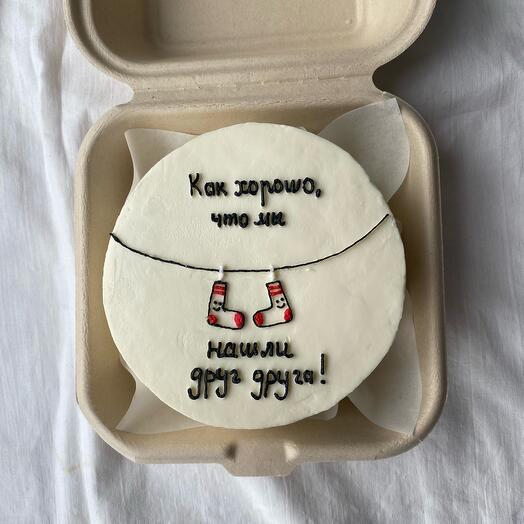 Как хорошо,
что мы
нашли
друг друга!